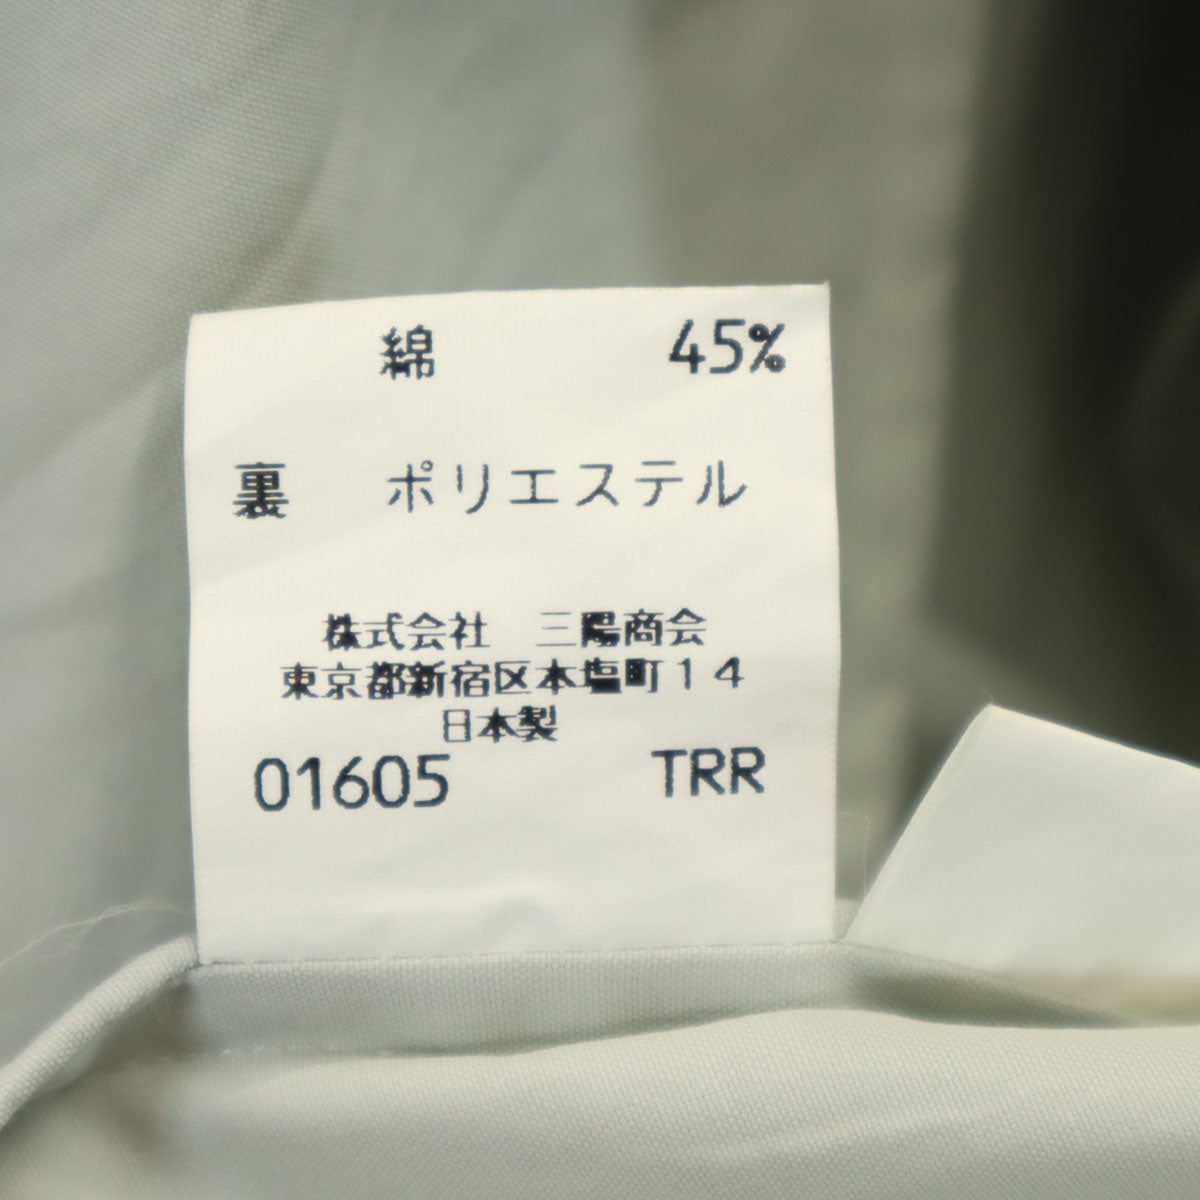 綿 45%
裏 ポリエステル
株式会社 三陽商会
東京都新宿区本塩町14
日本製
01605 TRR